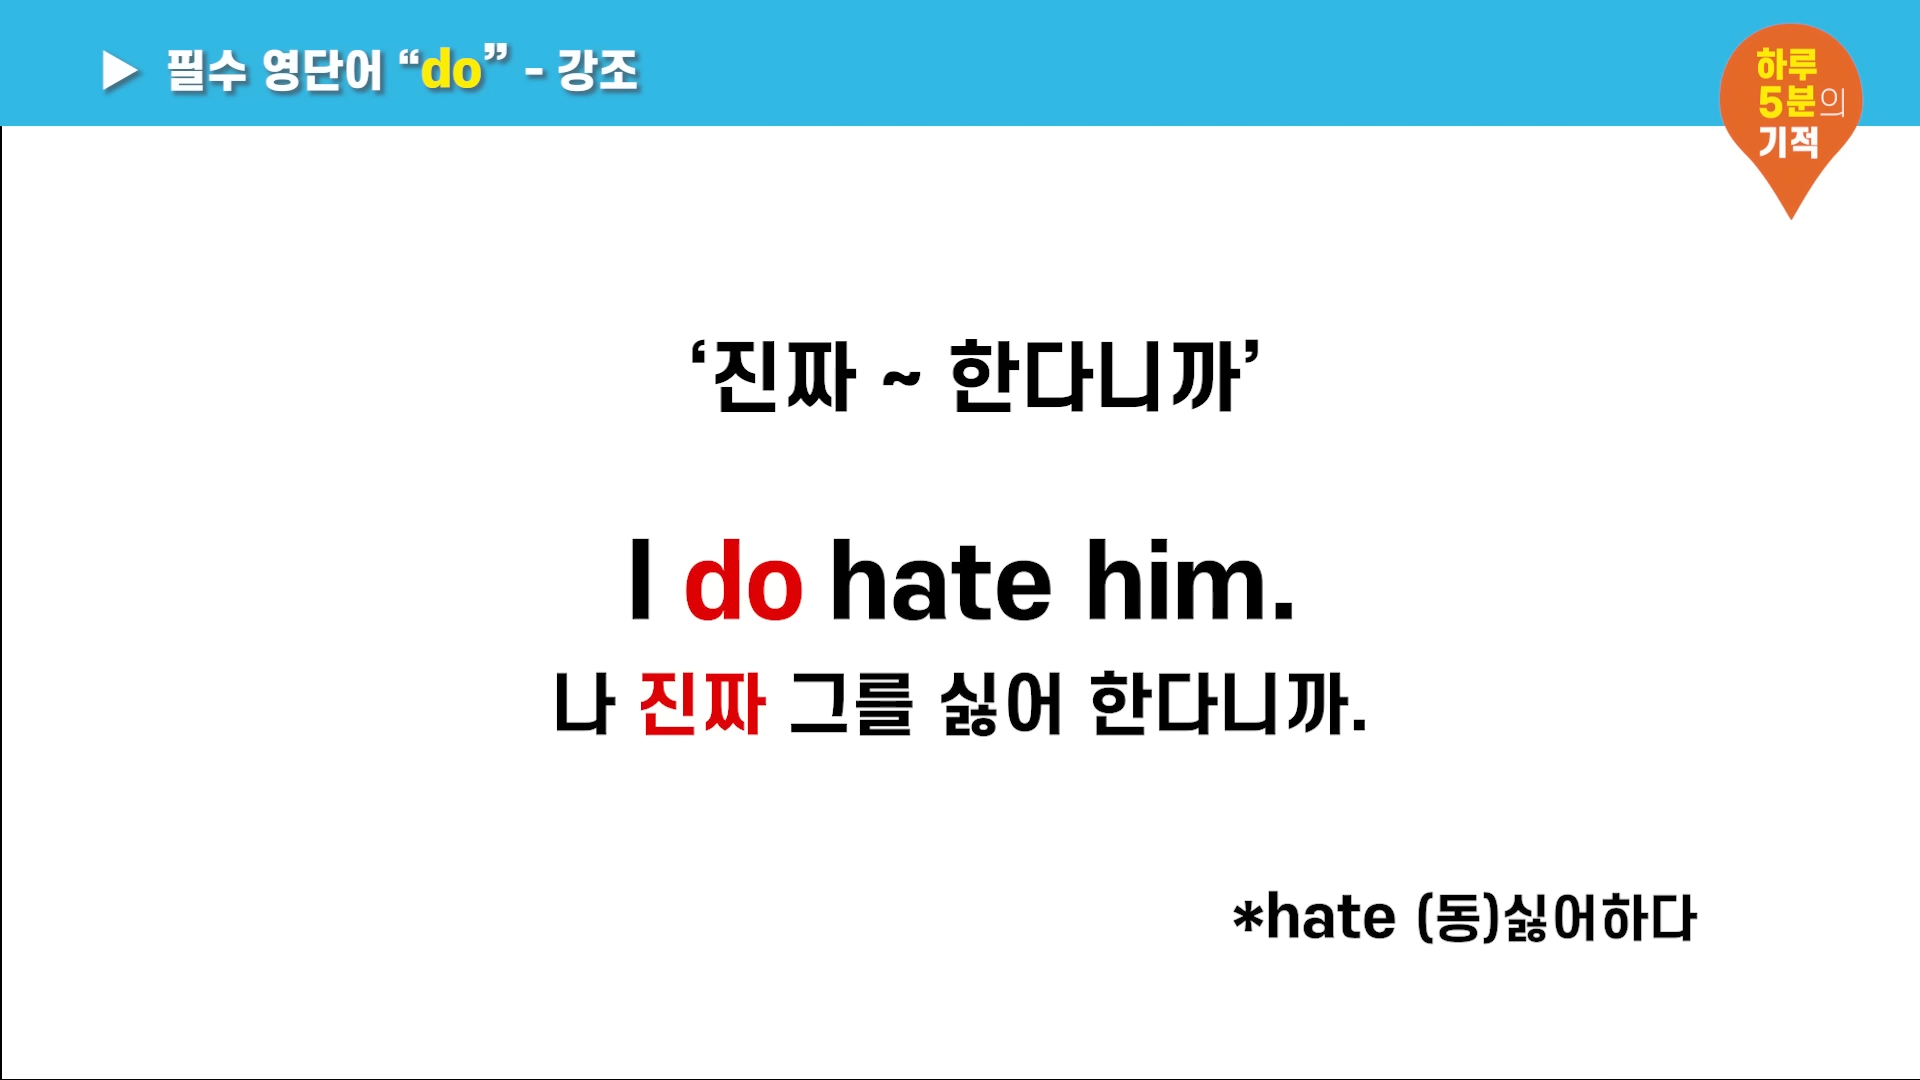 ▶ 필수 영단어 “do” - 강조
하루
5분의
기적
‘진짜 ~ 한다니까’
I do hate him.
나 진짜 그를 싫어 한다니까.
*hate (동)싫어하다